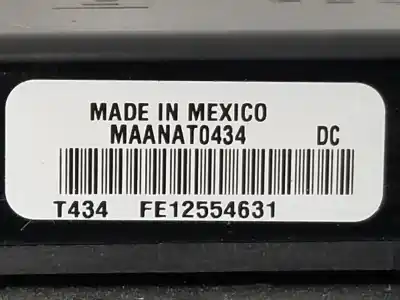 MADE IN MEXICO
MAANAT0434 DC
T434 FE12554631